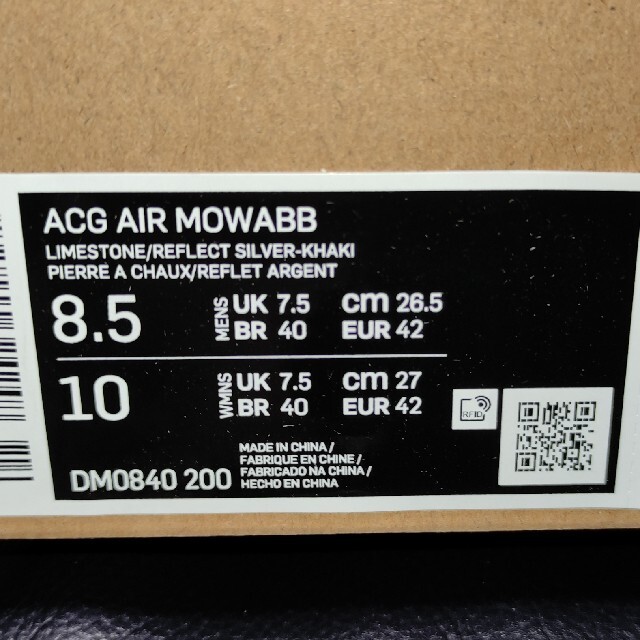 ACG AIR MOWABB
LIMESTONE/REFLECT SILVER-KHAKI
PIERRE A CHAUX/REFLET ARGENT
8.5 MENS UK 7.5 cm 26.5
BR 40 EUR 42
10 WMNS UK 7.5 cm 27
BR 40 EUR 42
RFID
DM0840 200
MADE IN CHINA /
FABRIQUE EN CHINE /
FABRICADO NA CHINA /
HECHO EN CHINA